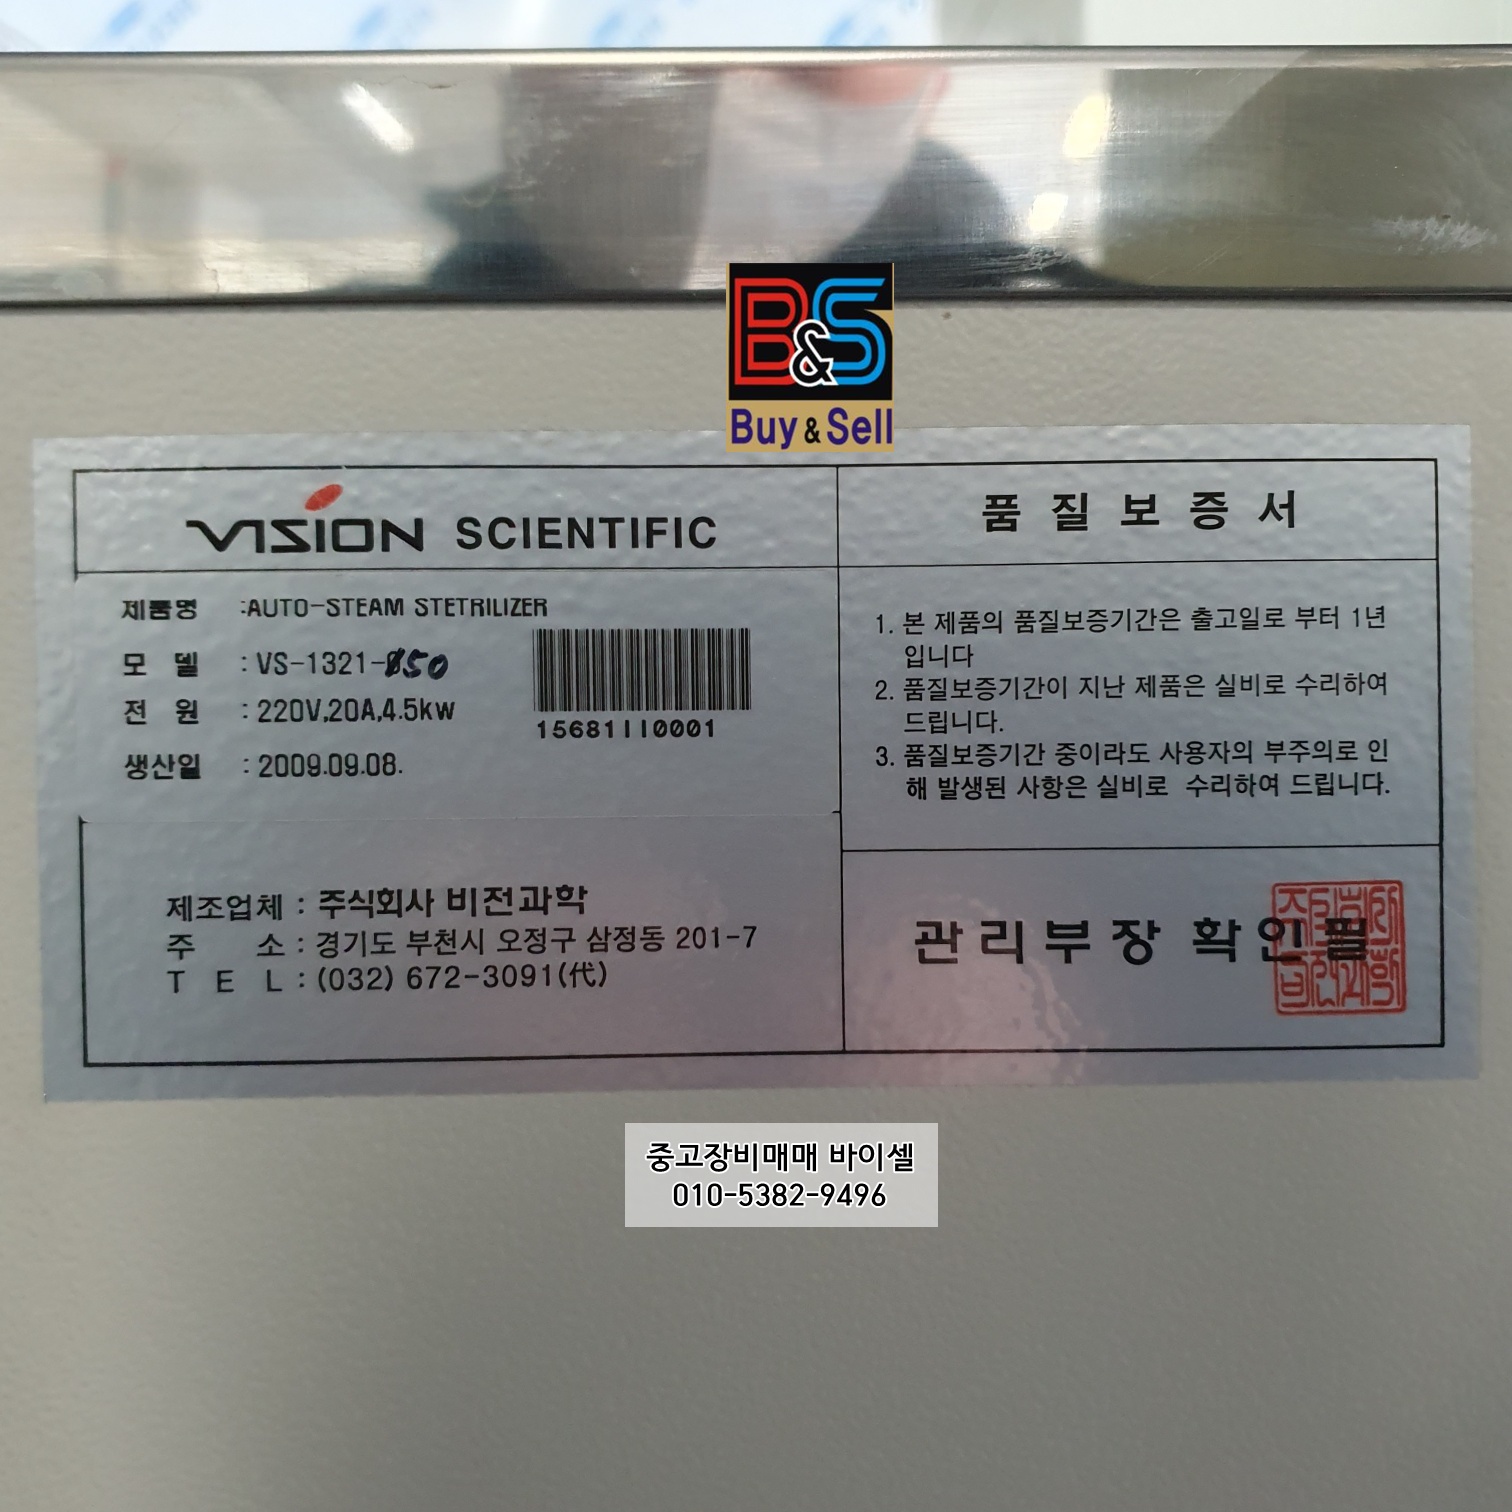 B&S
Buy & Sell
VISION SCIENTIFIC
제품명 :AUTO-STEAM STETRILIZER
모 델 : VS-1321-150
전 원 : 220V,20A,4.5kw
생산일 : 2009.09.08.
15681110001
제조업체 : 주식회사 비전과학
주 소 : 경기도 부천시 오정구 삼정동 201-7
T E L : (032) 672-3091(代)
품 질 보 증 서
1. 본 제품의 품질보증기간은 출고일로 부터 1년
입니다
2. 품질보증기간이 지난 제품은 실비로 수리하여
드립니다.
3. 품질보증기간 중이라도 사용자의 부주의로 인
해 발생된 사항은 실비로 수리하여 드립니다.
관 리 부 장 확 인 필
중고장비매매 바이셀
010-5382-9496